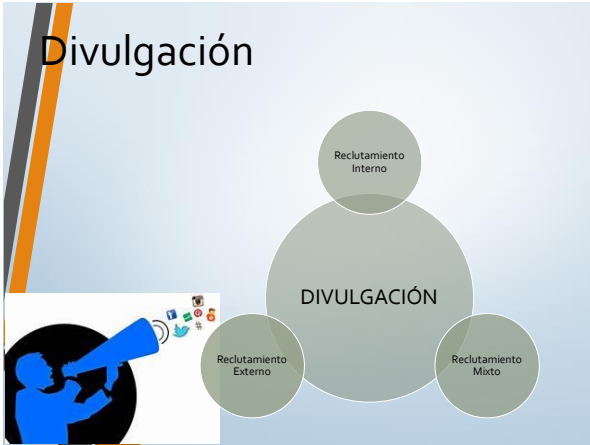 Divulgación
Reclutamiento
Interno
DIVULGACIÓN
Reclutamiento
Externo
Reclutamiento
Mixto
#